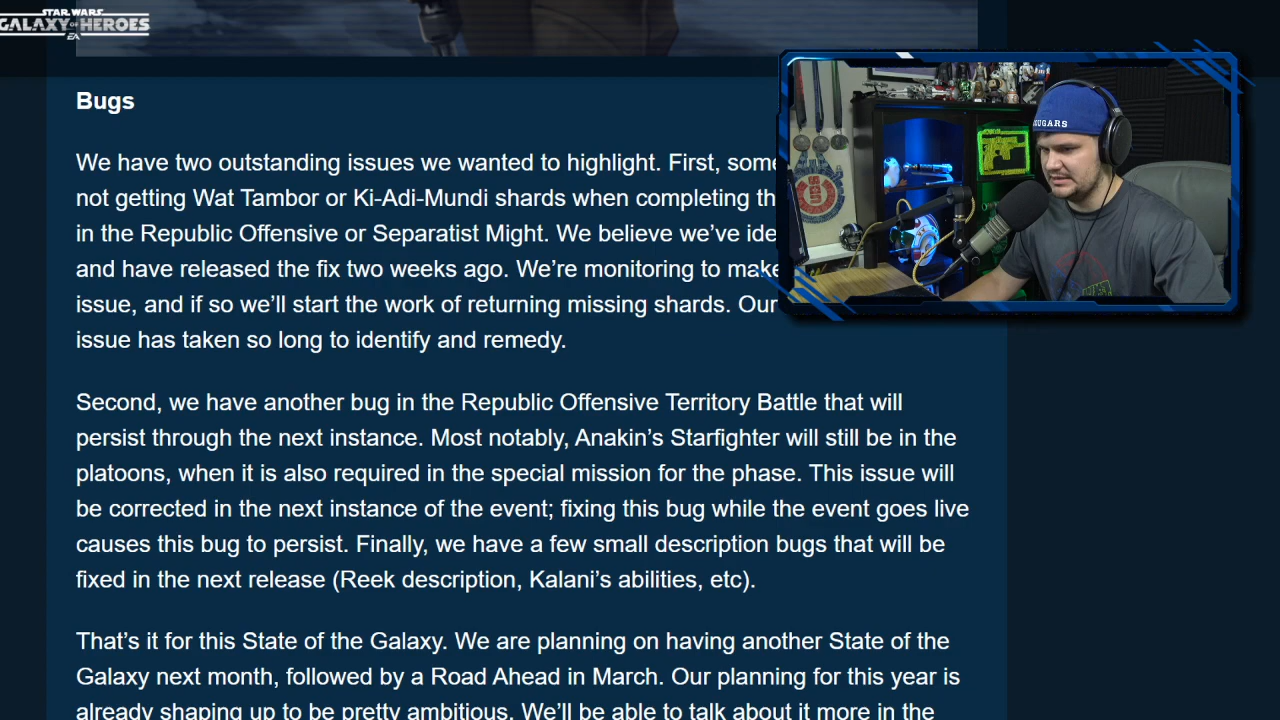 STAR WARS
GALAXY OF HEROES
EA
Bugs
We have two outstanding issues we wanted to highlight. First, some
not getting Wat Tambor or Ki-Adi-Mundi shards when completing th
in the Republic Offensive or Separatist Might. We believe we've ide
and have released the fix two weeks ago. We're monitoring to make
issue, and if so we'll start the work of returning missing shards. Our
issue has taken so long to identify and remedy.
Second, we have another bug in the Republic Offensive Territory Battle that will
persist through the next instance. Most notably, Anakin's Starfighter will still be in the
platoons, when it is also required in the special mission for the phase. This issue will
be corrected in the next instance of the event; fixing this bug while the event goes live
causes this bug to persist. Finally, we have a few small description bugs that will be
fixed in the next release (Reek description, Kalani's abilities, etc).
That's it for this State of the Galaxy. We are planning on having another State of the
Galaxy next month, followed by a Road Ahead in March. Our planning for this year is
already shaping up to be pretty ambitious. We'll be able to talk about it more in the
OUGARS